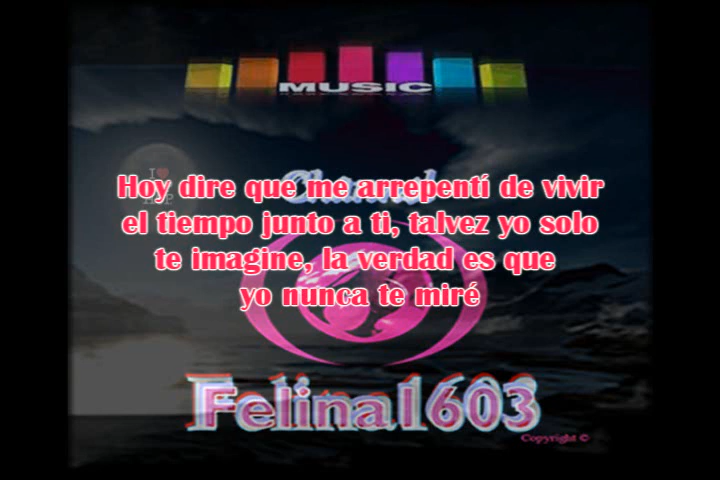 MUSIC
I
Channel
Hoy dire que me arrepentí de vivir
el tiempo junto a ti, talvez yo solo
te imagine, la verdad es que
yo nunca te miré
Felina1603
Copyright ©